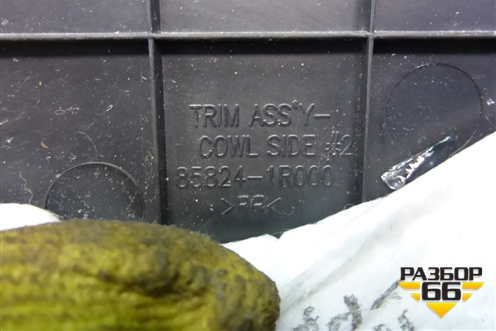 TRIM ASS'Y-
COWL SIDE #2
85824-1R000
>PP<
РАЗБОР
66